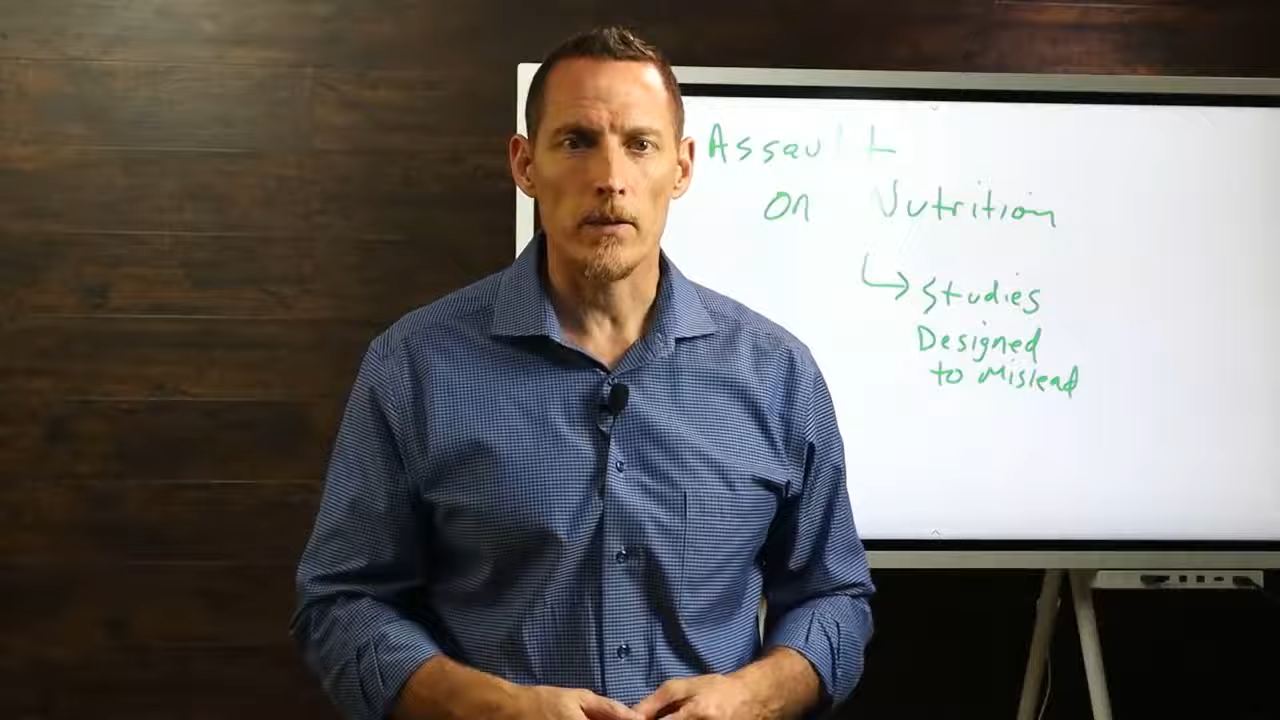 Assault
on Nutrition
↳ Studies
Designed
to Mislead